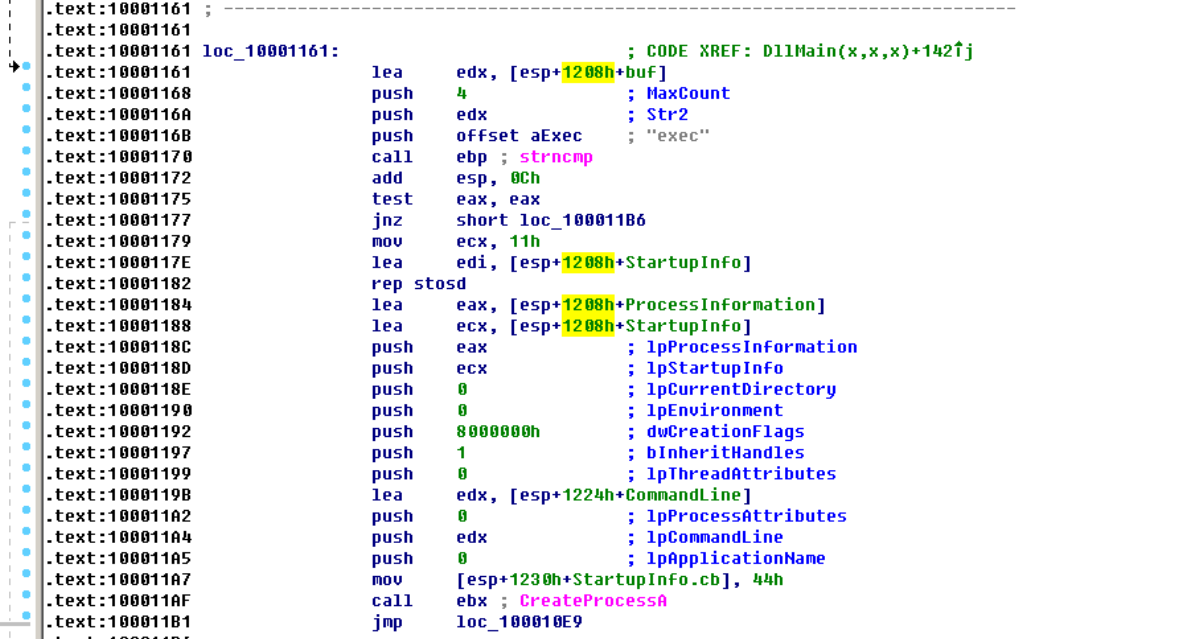 .text:10001161 ; ---------------------------------------------------------------------------
.text:10001161
.text:10001161 loc_10001161: ; CODE XREF: DllMain(x,x,x)+142↑j
.text:10001161 lea edx, [esp+1208h+buf]
.text:10001168 push 4 ; MaxCount
.text:1000116A push edx ; Str2
.text:1000116B push offset aExec ; "exec"
.text:10001170 call ebp ; strncmp
.text:10001172 add esp, 0Ch
.text:10001175 test eax, eax
.text:10001177 jnz short loc_100011B6
.text:10001179 mov ecx, 11h
.text:1000117E lea edi, [esp+1208h+StartupInfo]
.text:10001182 rep stosd
.text:10001184 lea eax, [esp+1208h+ProcessInformation]
.text:10001188 lea ecx, [esp+1208h+StartupInfo]
.text:1000118C push eax ; lpProcessInformation
.text:1000118D push ecx ; lpStartupInfo
.text:1000118E push 0 ; lpCurrentDirectory
.text:10001190 push 0 ; lpEnvironment
.text:10001192 push 8000000h ; dwCreationFlags
.text:10001197 push 1 ; bInheritHandles
.text:10001199 push 0 ; lpThreadAttributes
.text:1000119B lea edx, [esp+1224h+CommandLine]
.text:100011A2 push 0 ; lpProcessAttributes
.text:100011A4 push edx ; lpCommandLine
.text:100011A5 push 0 ; lpApplicationName
.text:100011A7 mov [esp+1230h+StartupInfo.cb], 44h
.text:100011AF call ebx ; CreateProcessA
.text:100011B1 jmp loc_100010E9